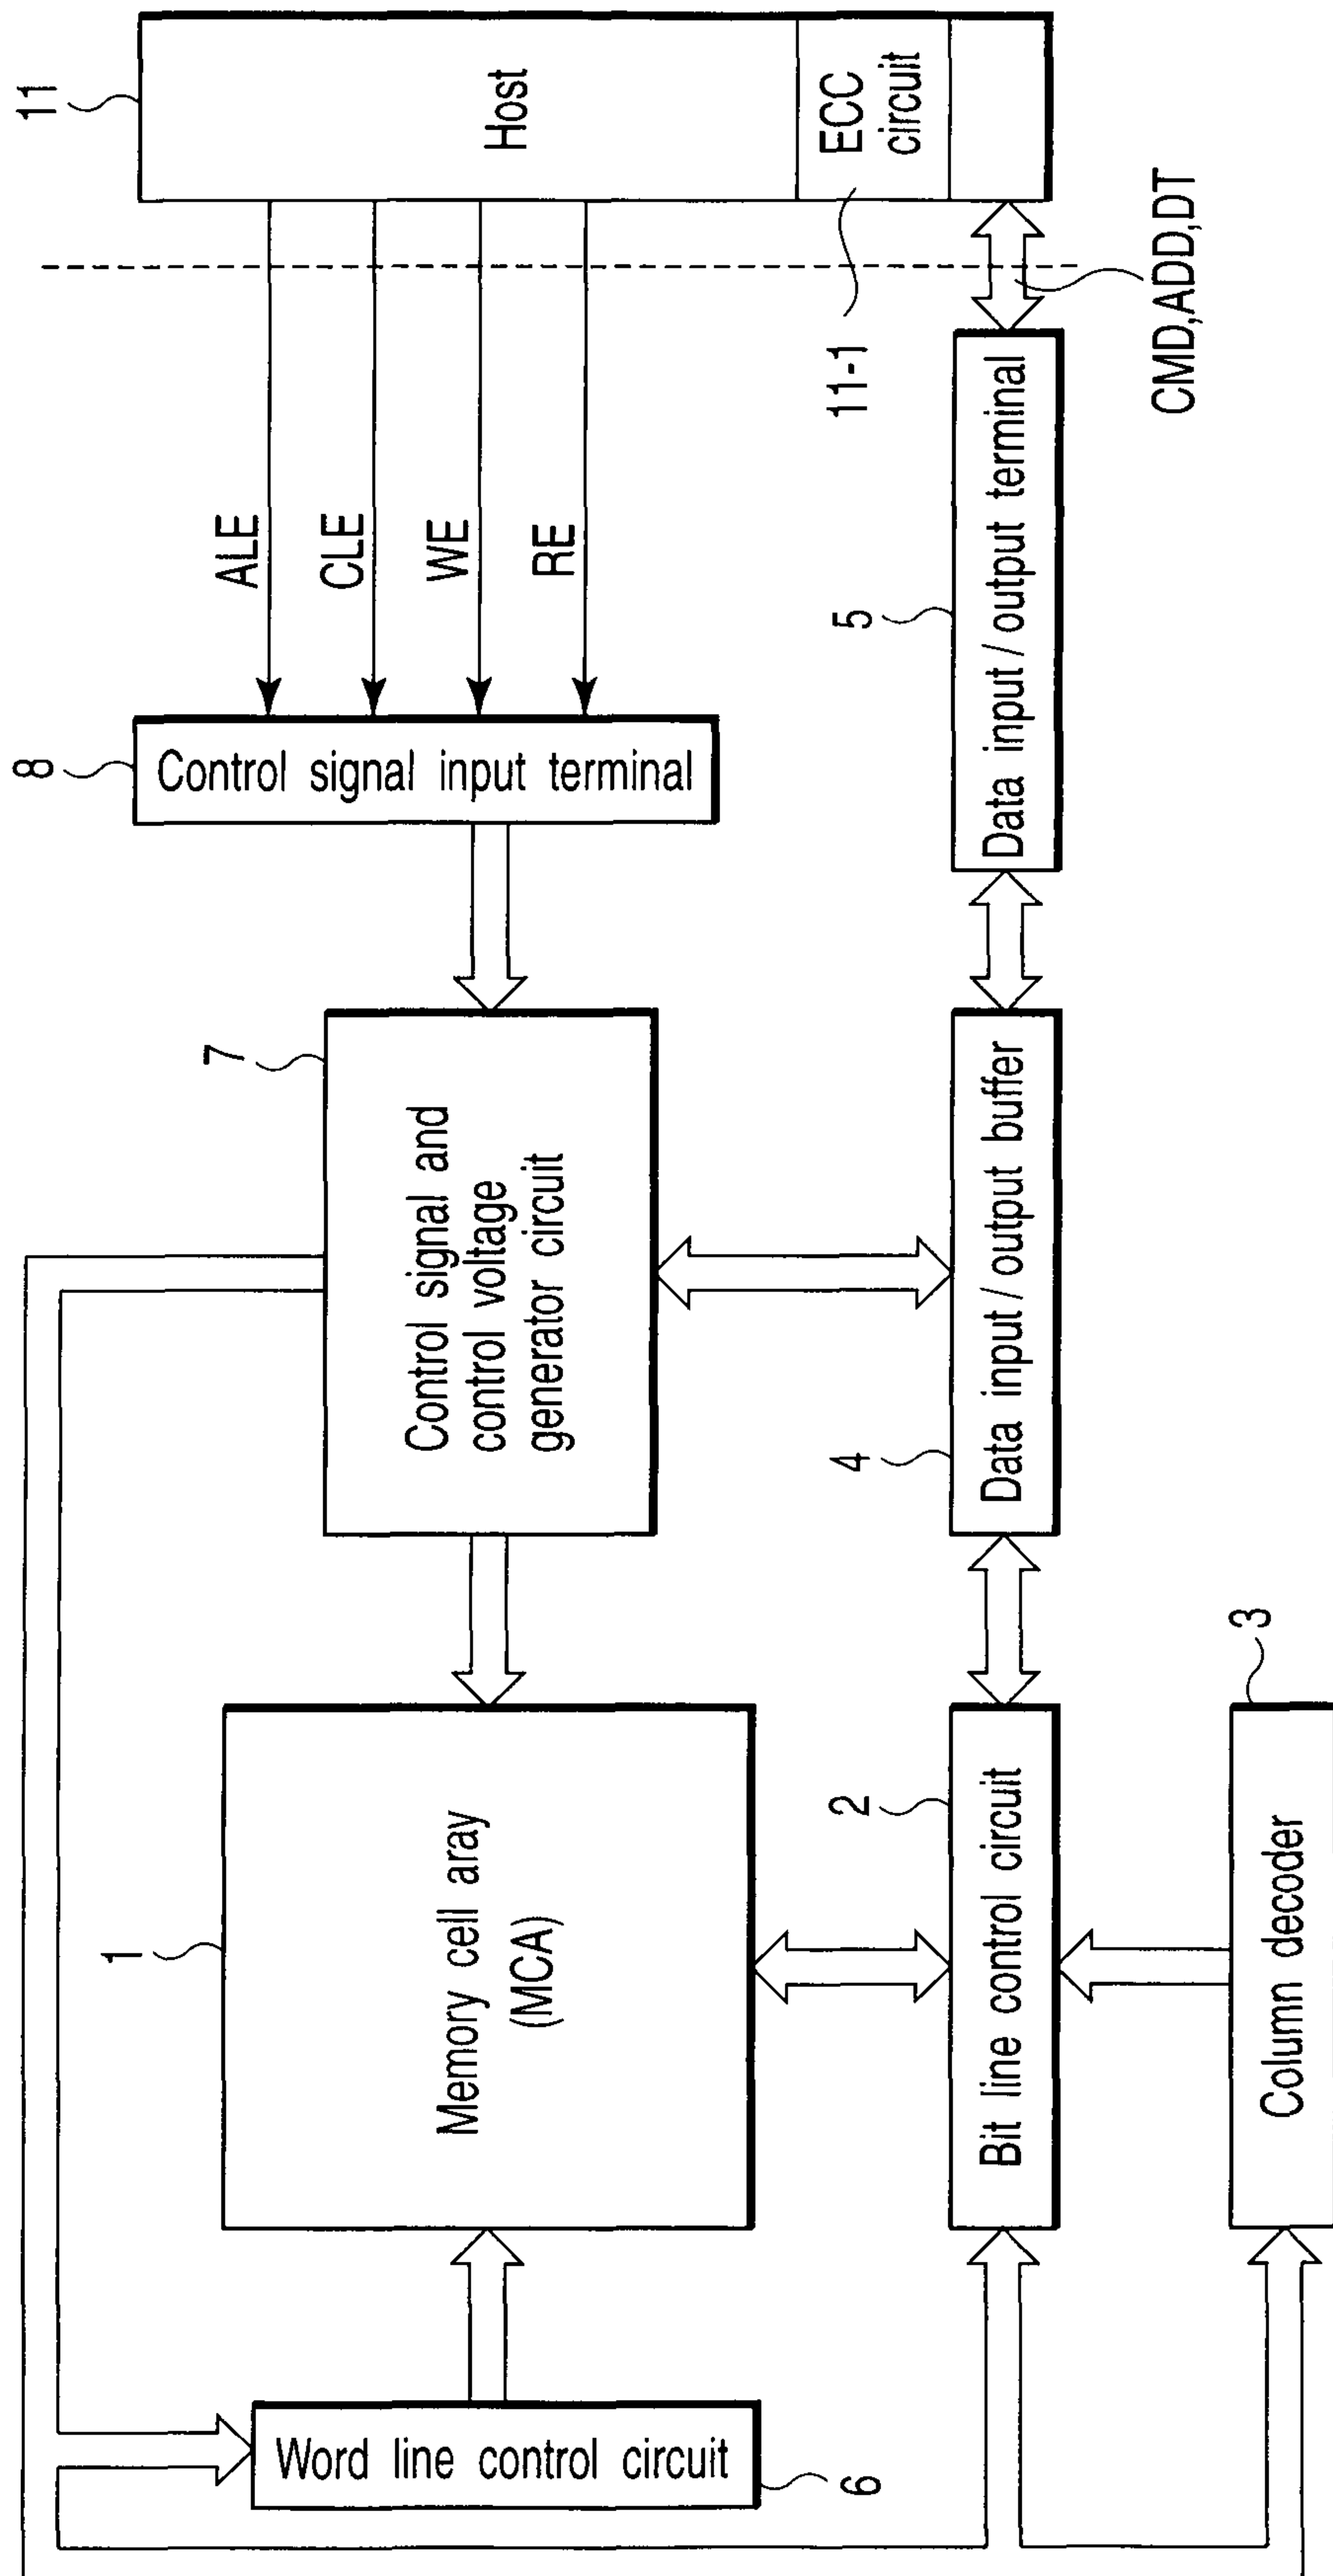 1
Memory cell aray
(MCA)
6
Word line control circuit
7
Control signal and
control voltage
generator circuit
8
Control signal input terminal
ALE
CLE
WE
RE
11
Host
ECC
circuit
11-1
2
Bit line control circuit
4
Data input / output buffer
5
Data input / output terminal
CMD,ADD,DT
3
Column decoder